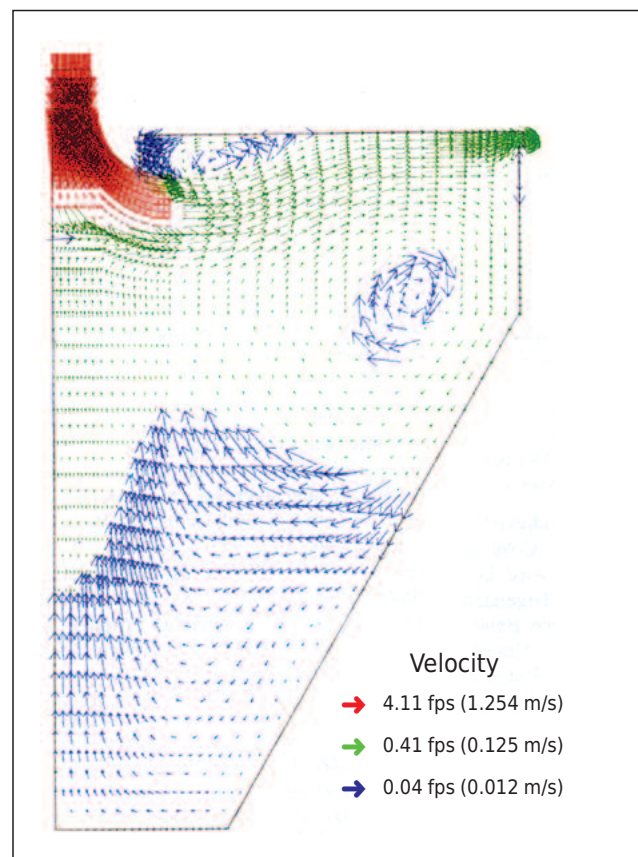 Velocity
4.11 fps (1.254 m/s)
0.41 fps (0.125 m/s)
0.04 fps (0.012 m/s)